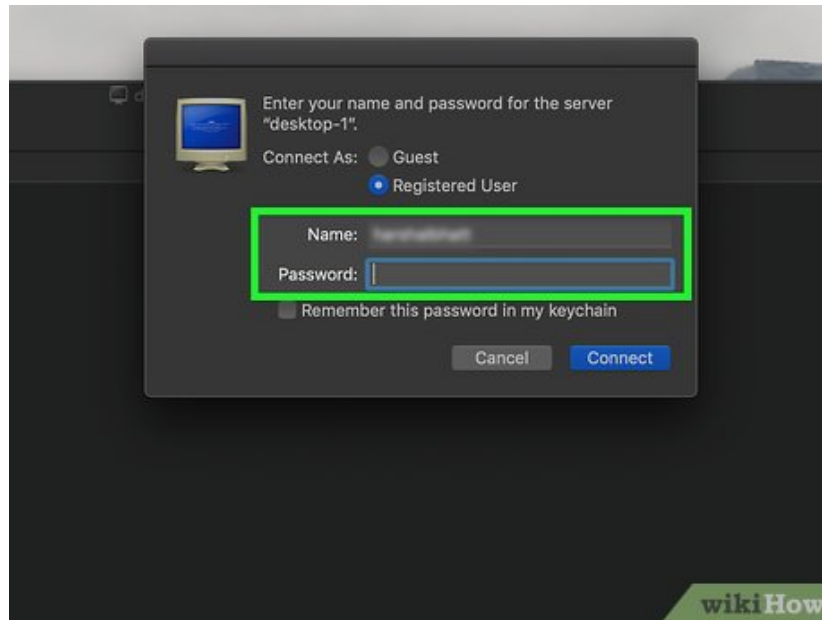 Enter your name and password for the server
"desktop-1".
Connect As: Guest
Registered User
Name:
Password:
Remember this password in my keychain
Cancel Connect
wikiHow